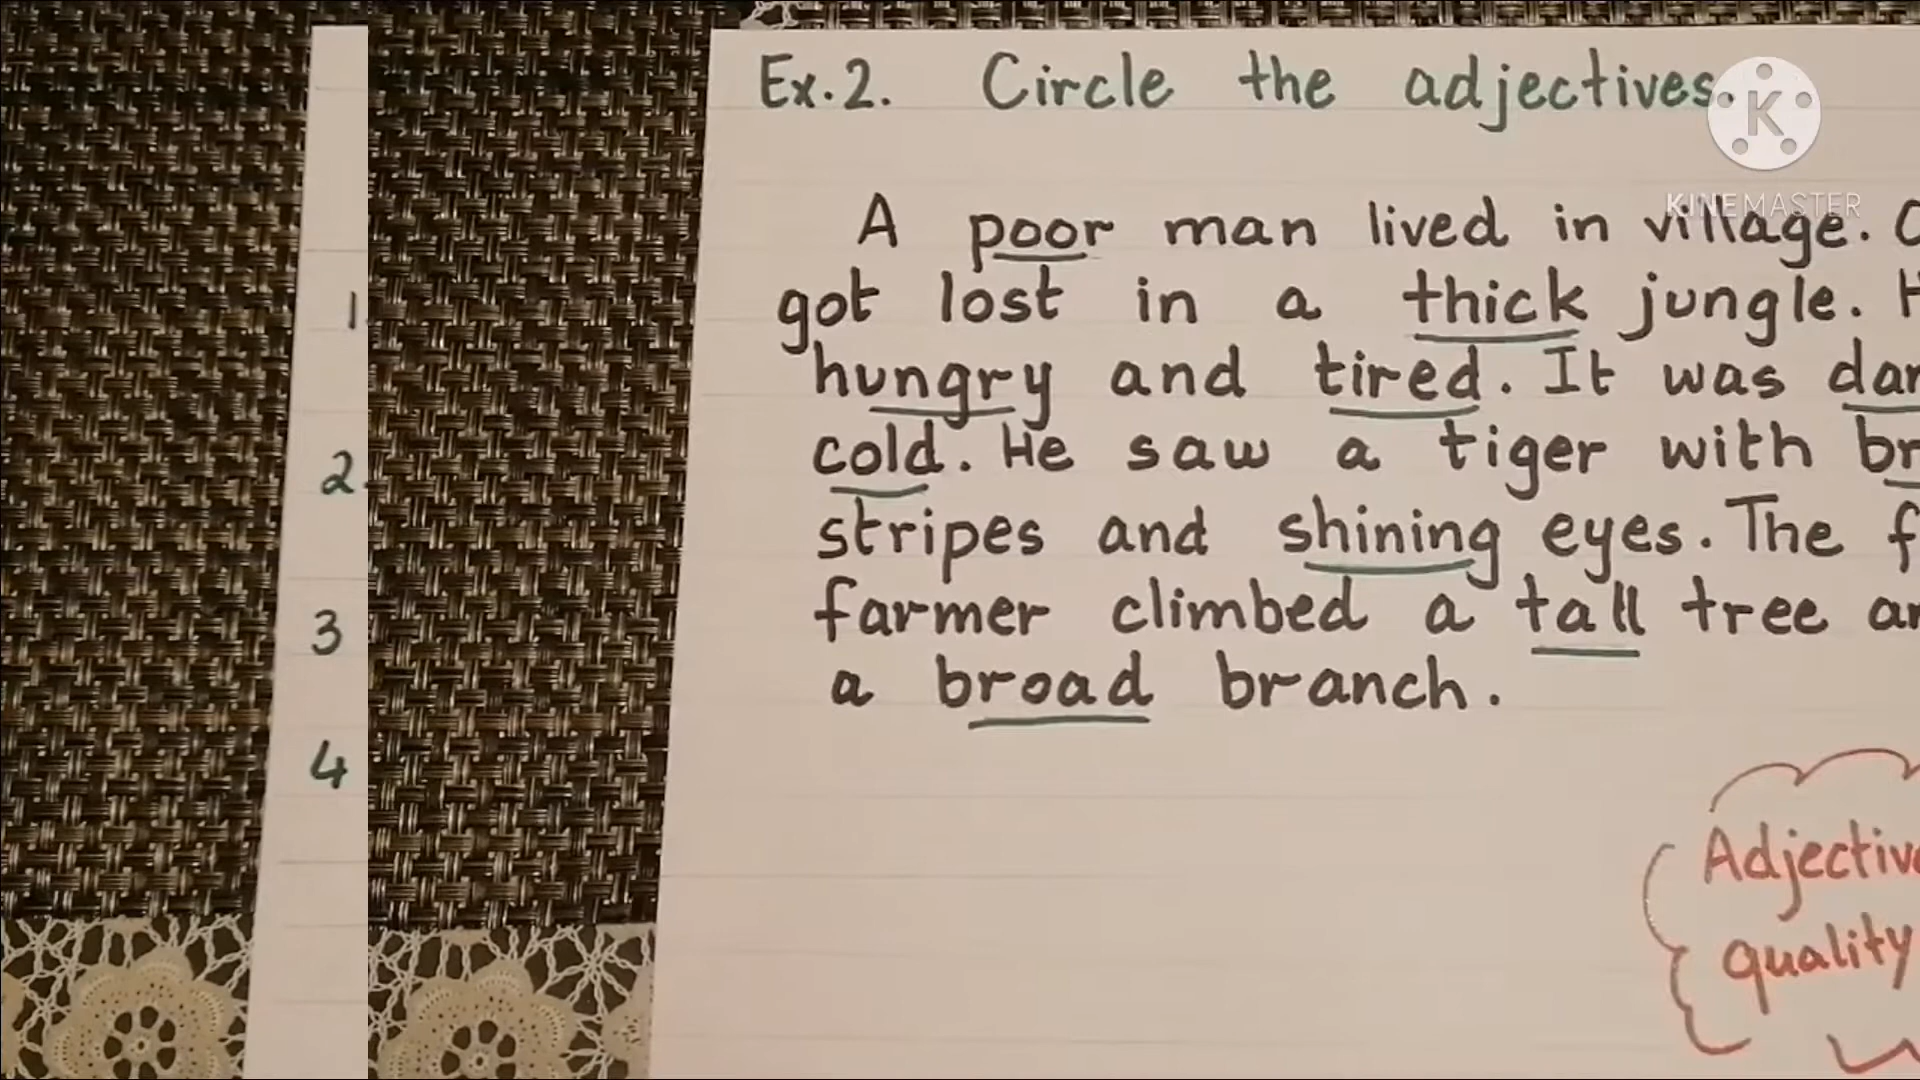 Ex.2. Circle the adjectives.
K
KINEMASTER
A poor man lived in village.
got lost in a thick jungle.
hungry and tired. It was
cold. He saw a tiger with
stripes and shining eyes. The
farmer climbed a tall tree
a broad branch.
1.
2.
3
4
quality